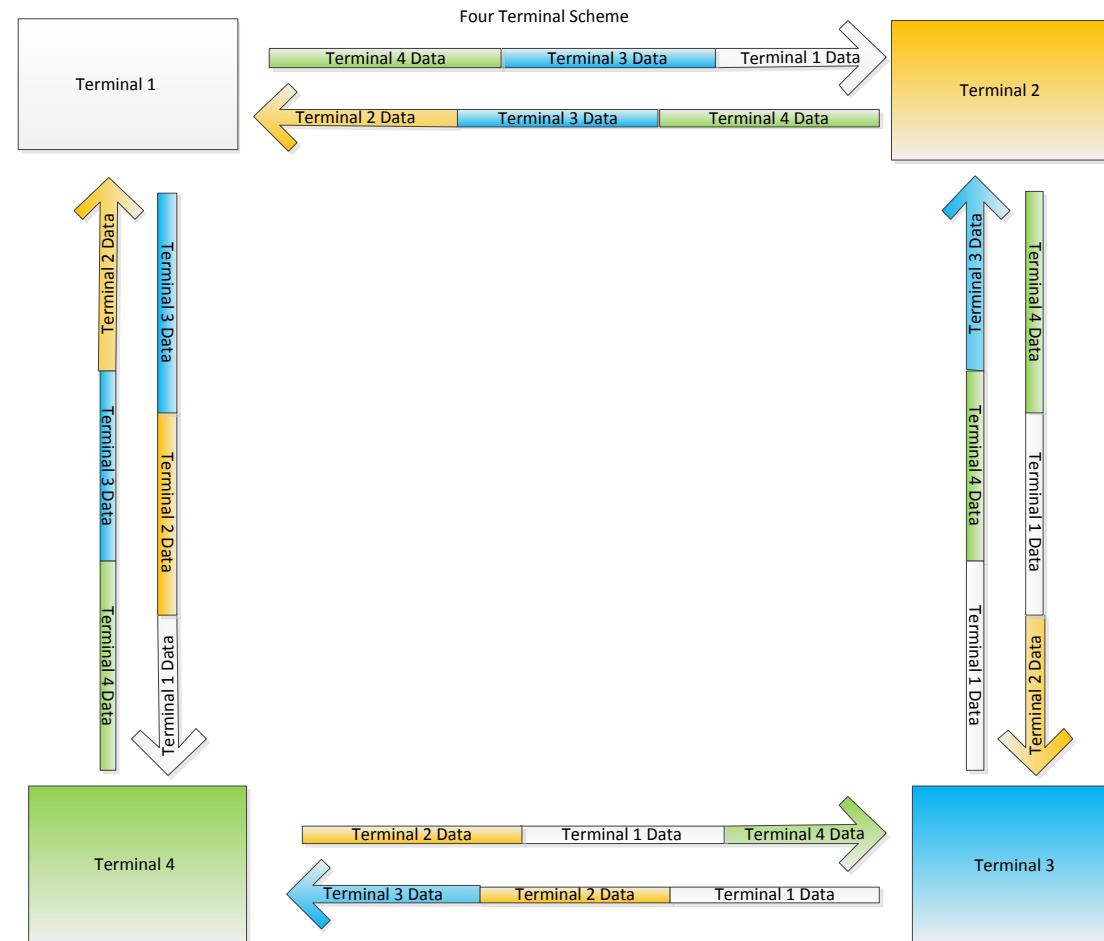 Four Terminal Scheme
Terminal 1
Terminal 4 Data
Terminal 3 Data
Terminal 1 Data
Terminal 2
Terminal 2 Data
Terminal 3 Data
Terminal 4 Data
Terminal 2 Data
Terminal 3 Data
Terminal 4 Data
Terminal 3 Data
Terminal 2 Data
Terminal 1 Data
Terminal 3 Data
Terminal 4 Data
Terminal 1 Data
Terminal 4 Data
Terminal 1 Data
Terminal 2 Data
Terminal 4
Terminal 2 Data
Terminal 1 Data
Terminal 4 Data
Terminal 3
Terminal 3 Data
Terminal 2 Data
Terminal 1 Data